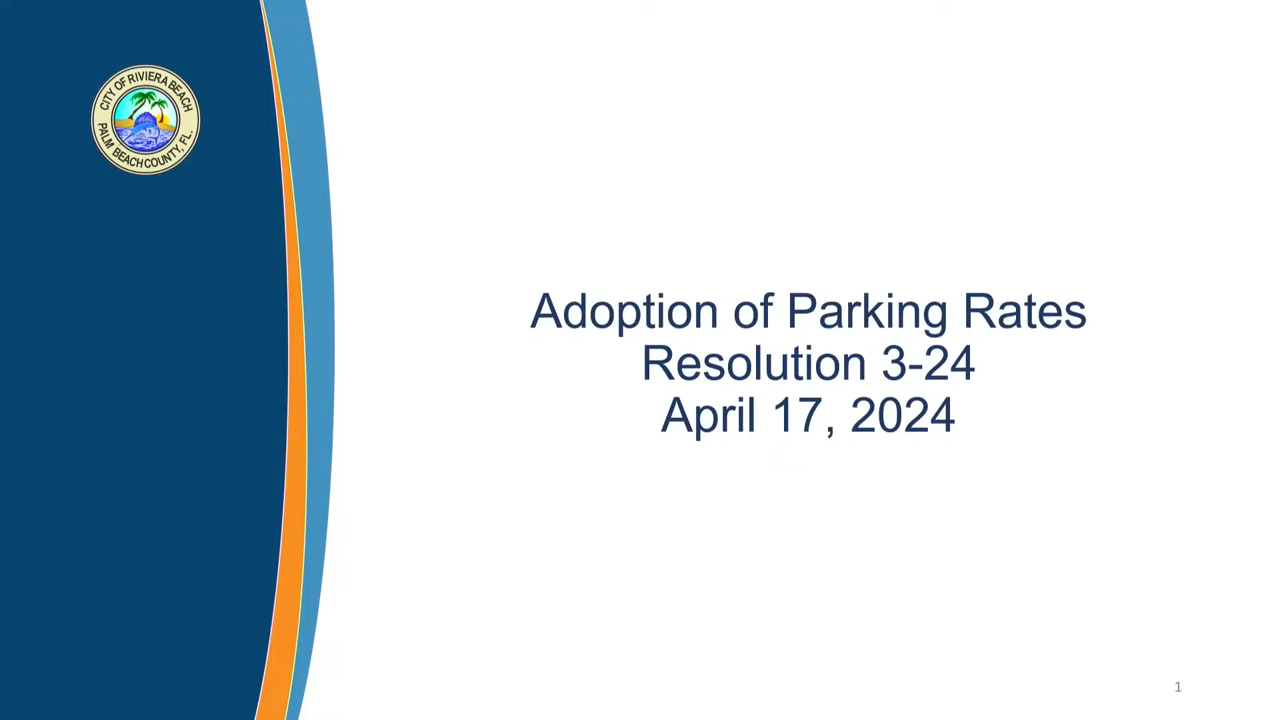 CITY OF RIVIERA BEACH
PALM BEACH COUNTY, FL.
Adoption of Parking Rates
Resolution 3-24
April 17, 2024
1